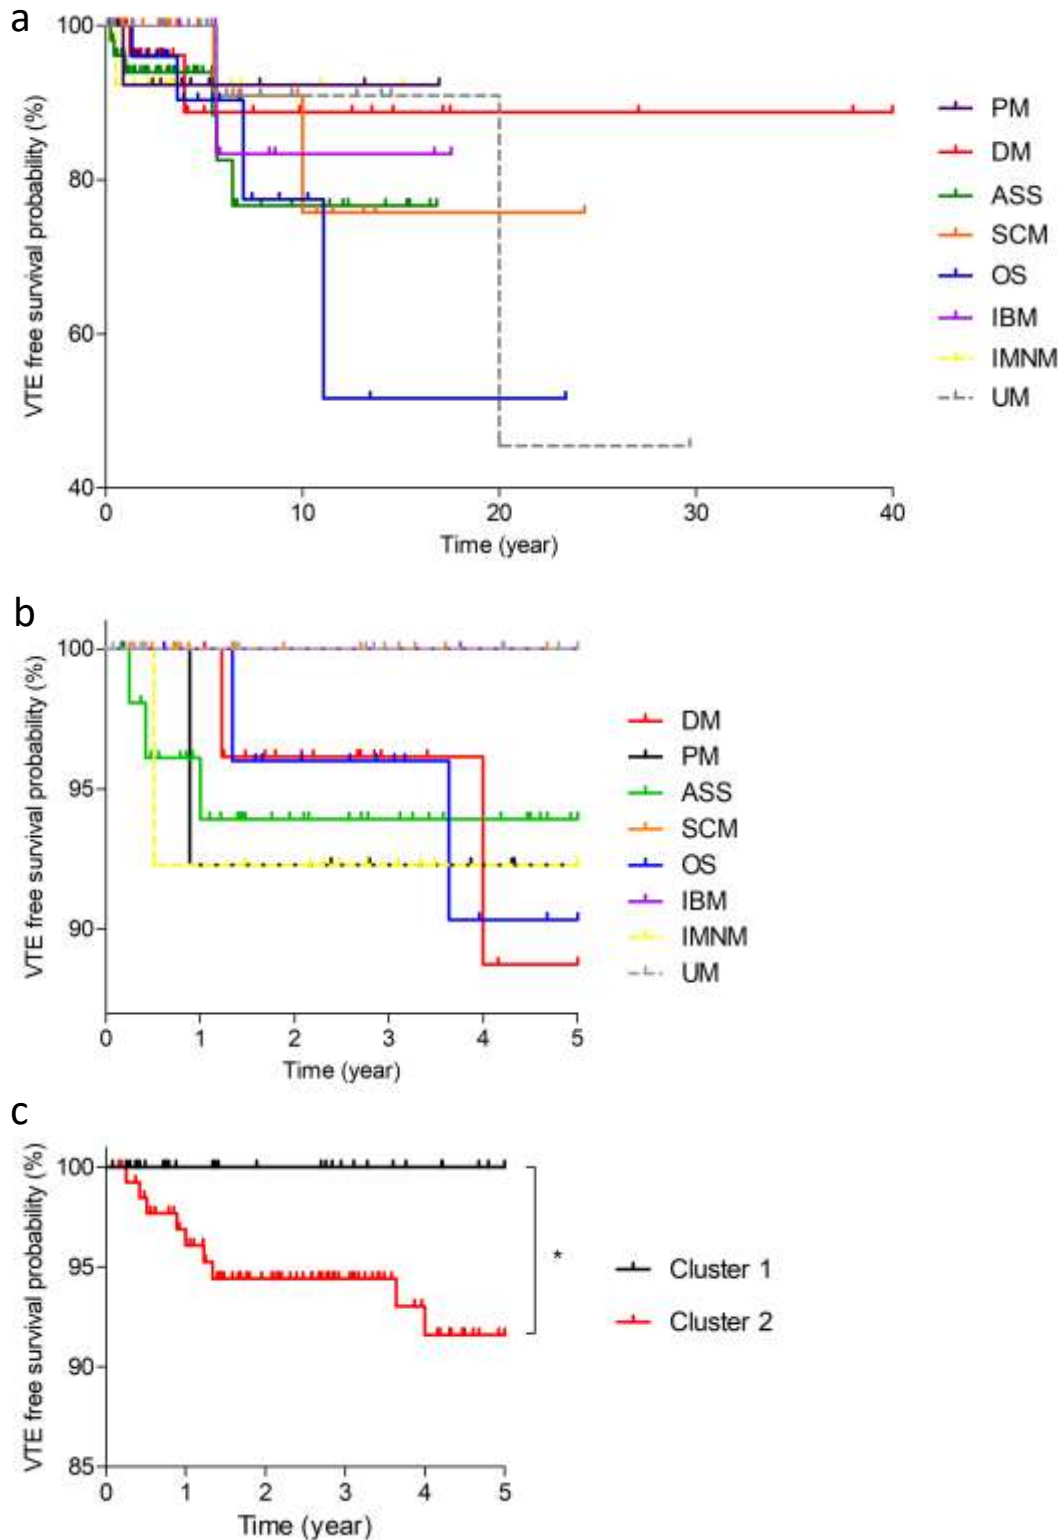 a
VTE free survival probability (%)
100
80
60
40
0 10 20 30 40
Time (year)
PM
DM
ASS
SCM
OS
IBM
IMNM
UM
b
VTE free survival probability (%)
100
95
90
0 1 2 3 4 5
Time (year)
DM
PM
ASS
SCM
OS
IBM
IMNM
UM
c
VTE free survival probability (%)
100
95
90
85
0 1 2 3 4 5
Time (year)
*
Cluster 1
Cluster 2